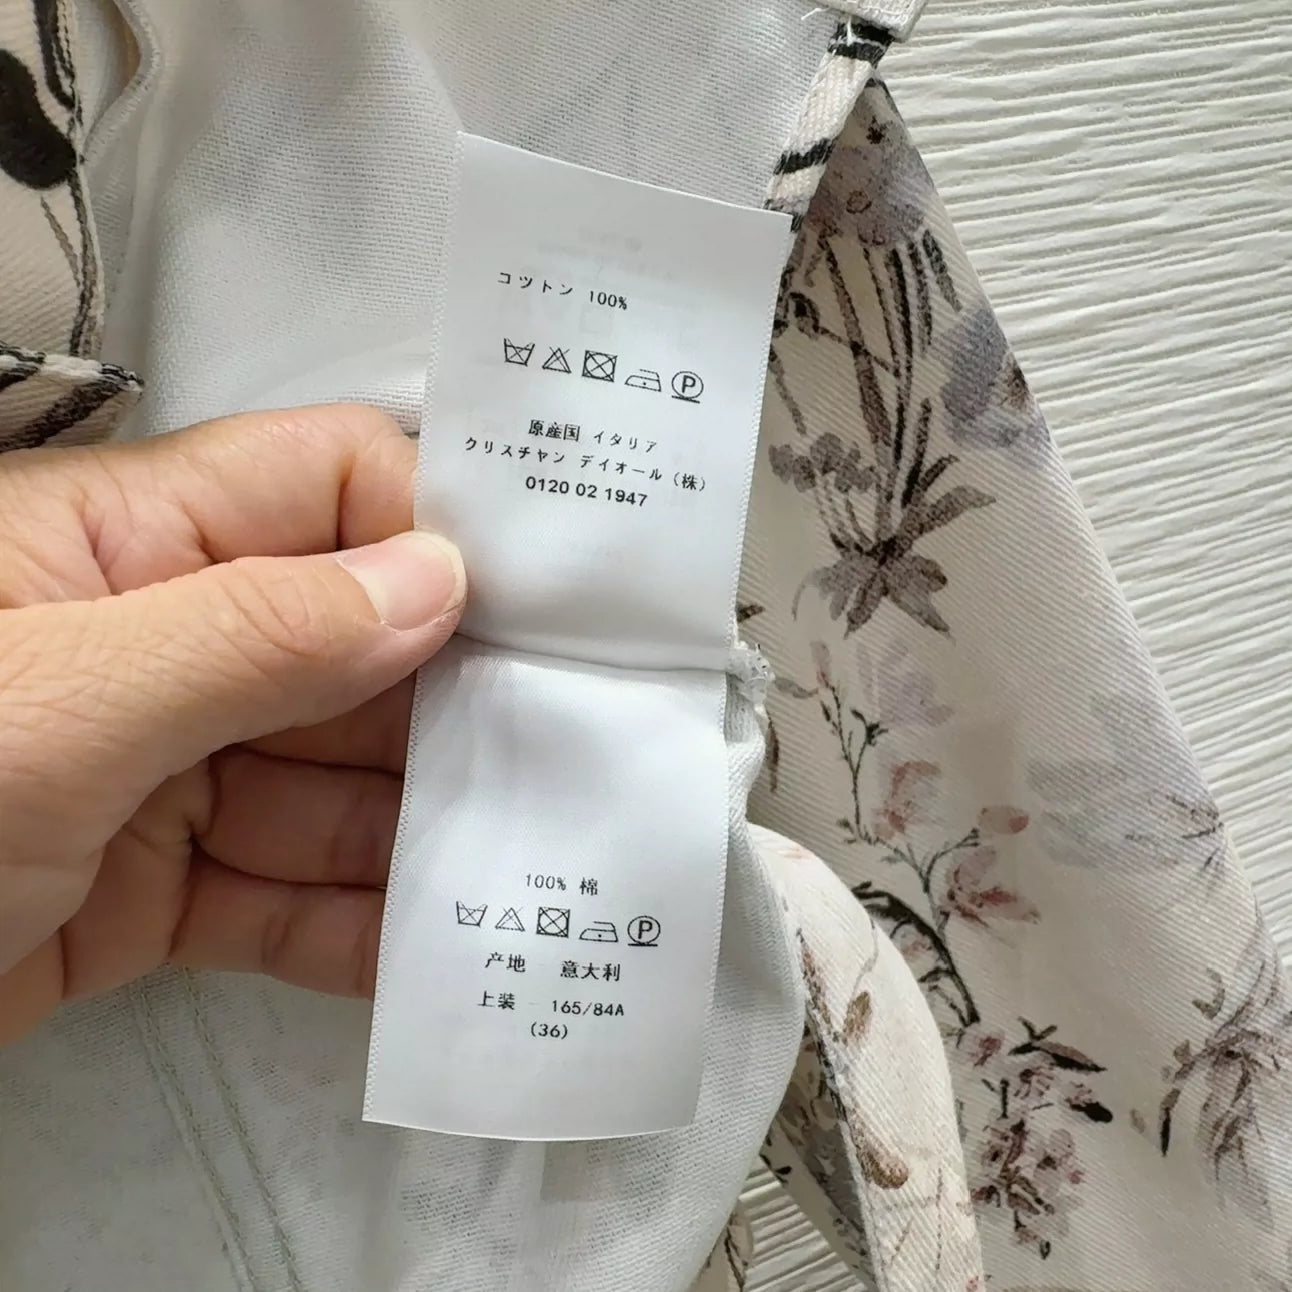 コツトン 100%
P
原産国 イタリア
クリスチャン デイオール（株）
0120 02 1947
100% 棉
P
产地 意大利
上装 165/84A
(36)